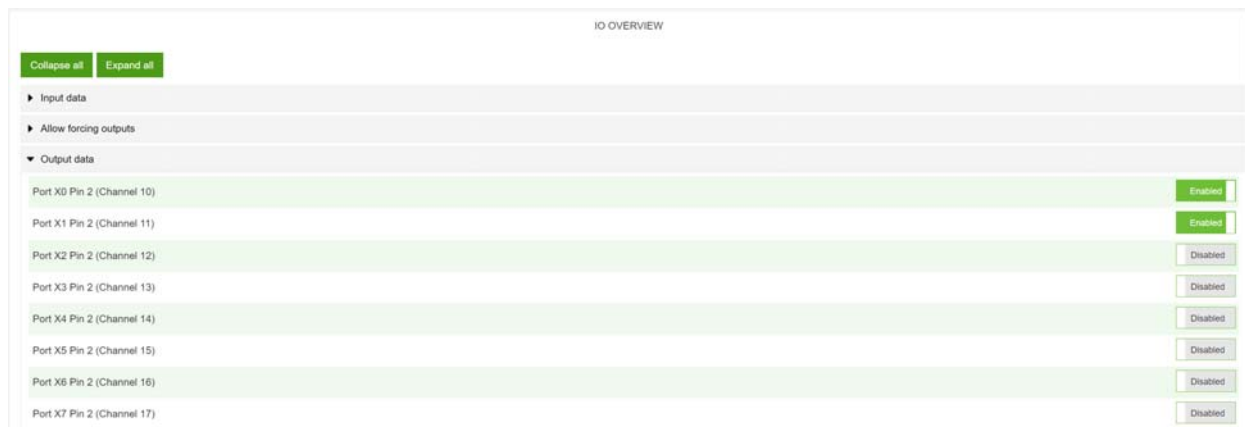 IO OVERVIEW
Collapse all Expand all
Input data
Allow forcing outputs
Output data
Port X0 Pin 2 (Channel 10) Enabled
Port X1 Pin 2 (Channel 11) Enabled
Port X2 Pin 2 (Channel 12) Disabled
Port X3 Pin 2 (Channel 13) Disabled
Port X4 Pin 2 (Channel 14) Disabled
Port X5 Pin 2 (Channel 15) Disabled
Port X6 Pin 2 (Channel 16) Disabled
Port X7 Pin 2 (Channel 17) Disabled